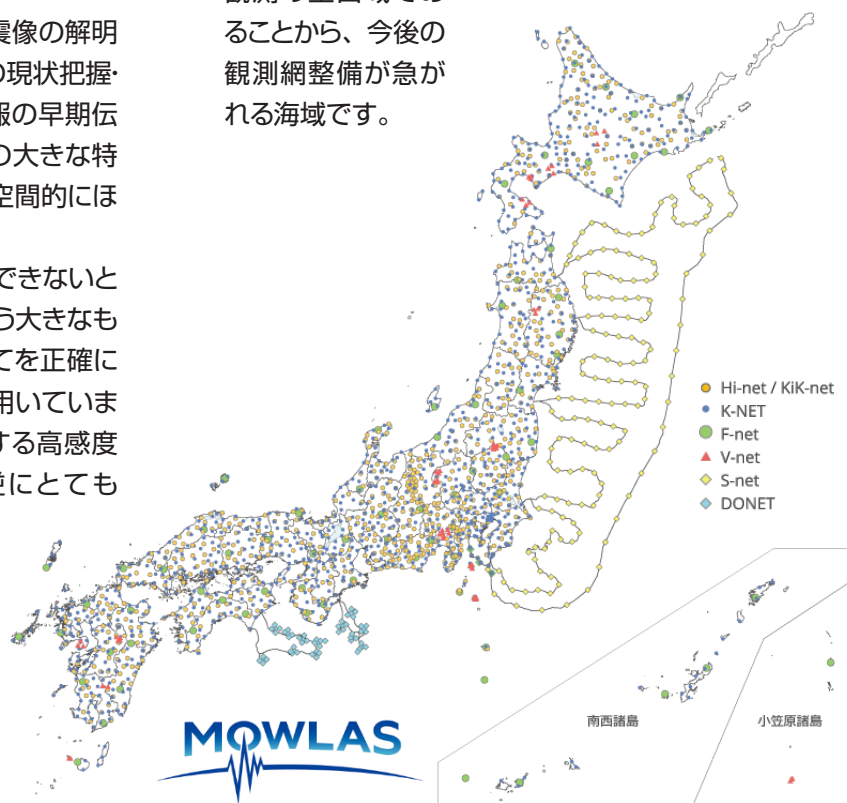 震像の解明
の現状把握・
報の早期伝
の大きな特
空間的にほ
できないと
う大きなも
てを正確に
用いていま
する高感度
逆にとても
ることから、今後の
観測網整備が急が
れる海域です。
Hi-net / KiK-net
K-NET
F-net
V-net
S-net
DONET
南西諸島
小笠原諸島
MOWLAS